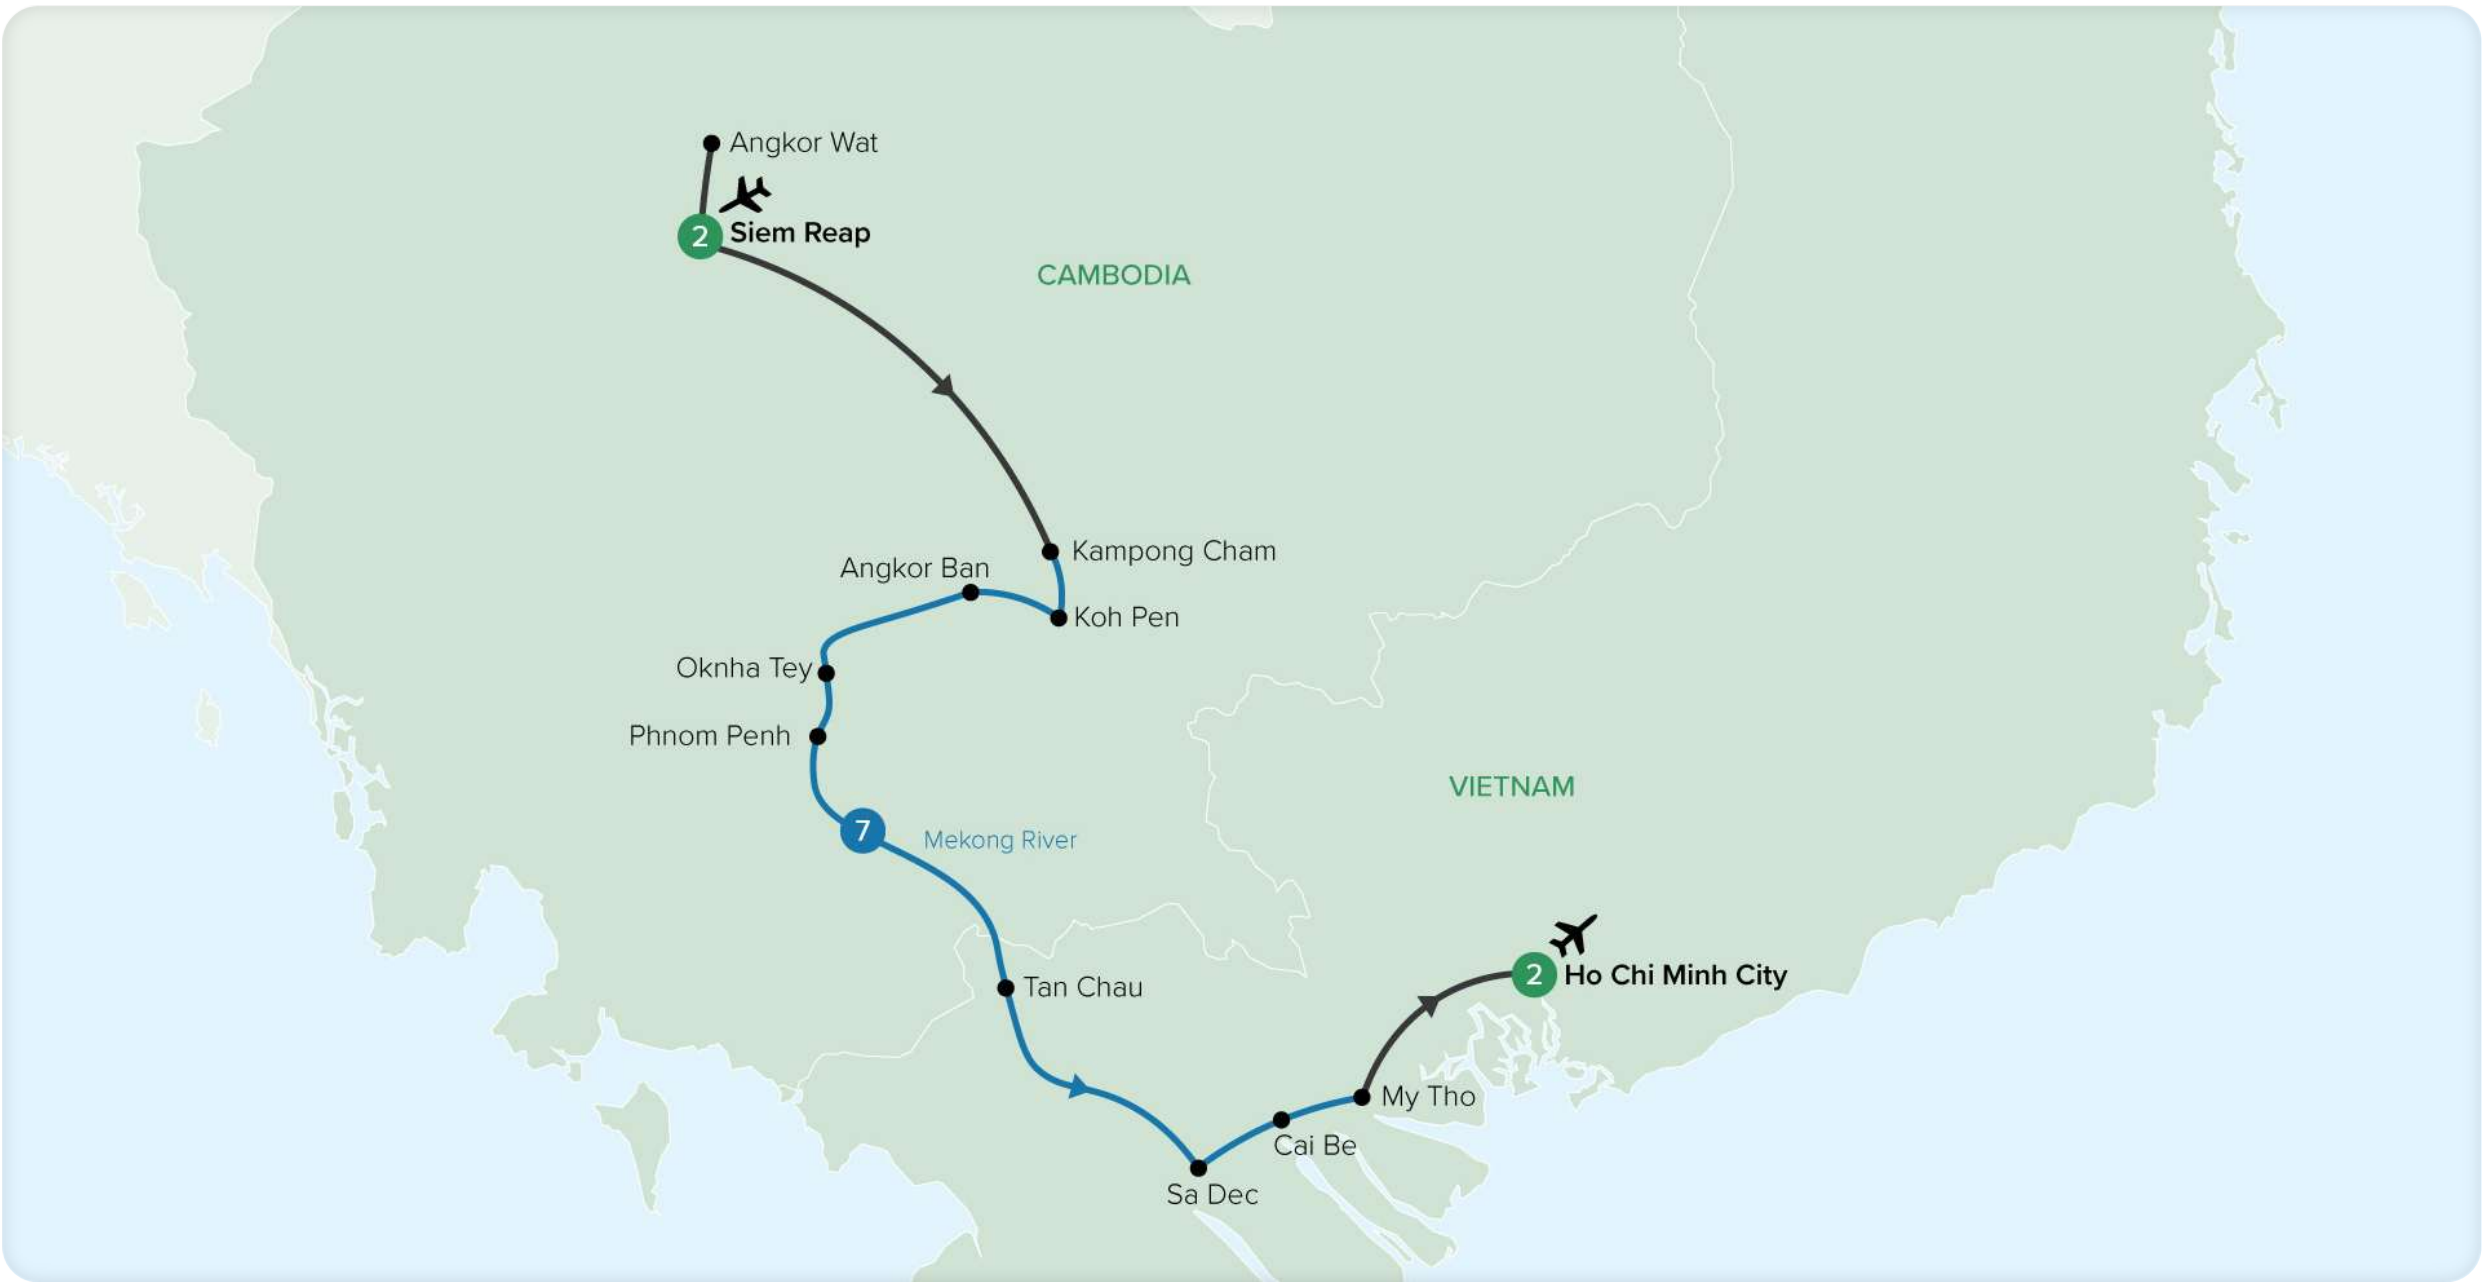 Angkor Wat
2 Siem Reap
CAMBODIA
Kampong Cham
Angkor Ban
Koh Pen
Oknha Tey
Phnom Penh
VIETNAM
7
Mekong River
2 Ho Chi Minh City
Tan Chau
My Tho
Cai Be
Sa Dec